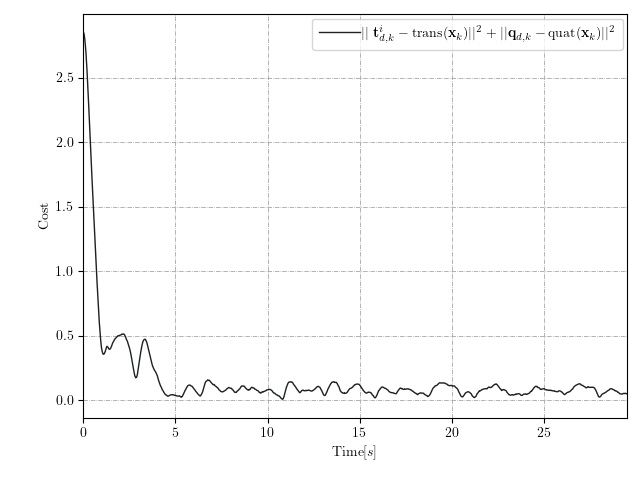 || t^i_{d,k} − trans(x_k)||^2 + ||q_{d,k} − quat(x_k)||^2
2.5
2.0
1.5
1.0
0.5
0.0
Cost
0 5 10 15 20 25
Time[s]